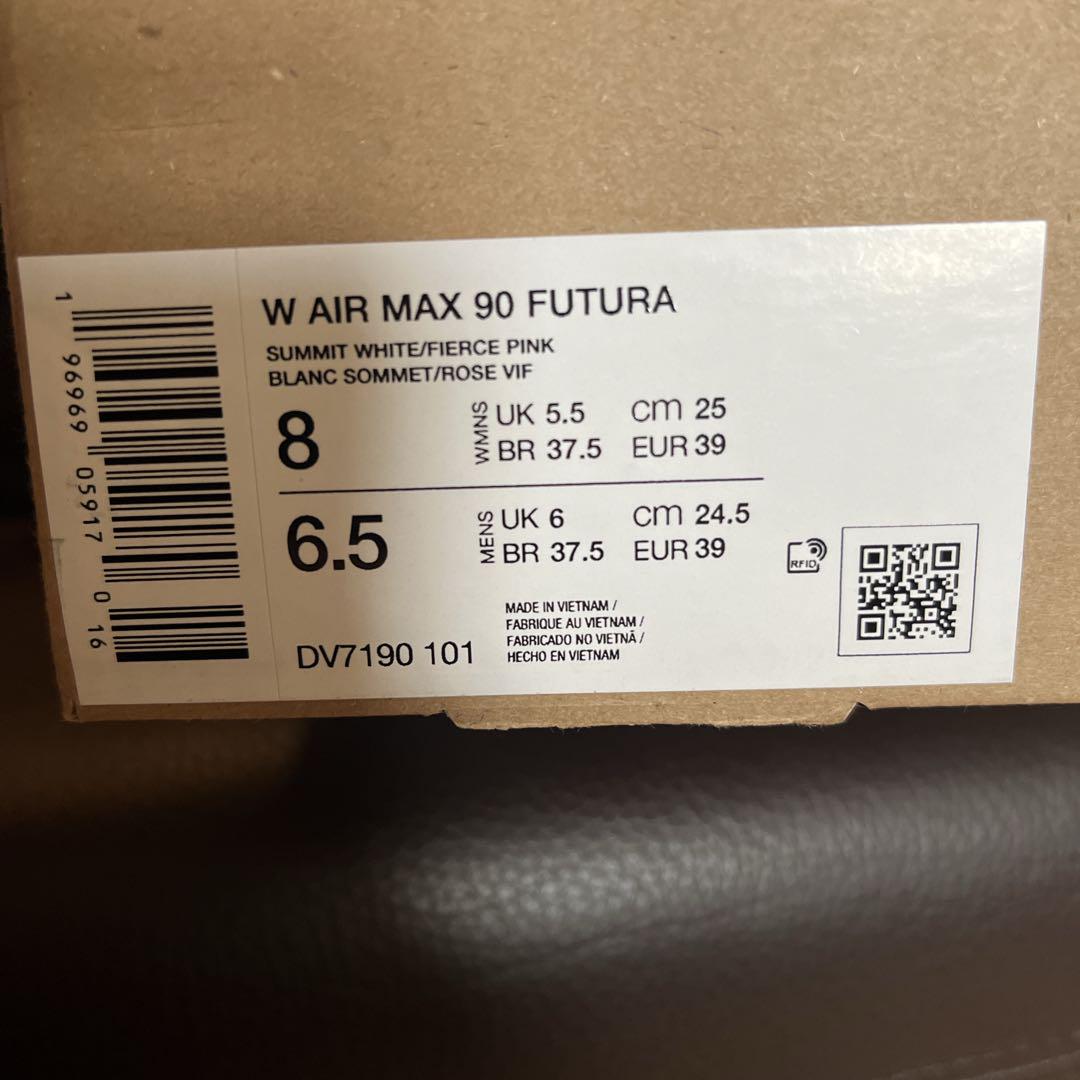 1 96969 05917 0 16
W AIR MAX 90 FUTURA
SUMMIT WHITE/FIERCE PINK
BLANC SOMMET/ROSE VIF
8 WMNS UK 5.5 cm 25
BR 37.5 EUR 39
6.5 MENS UK 6 cm 24.5
BR 37.5 EUR 39
RFID
DV7190 101
MADE IN VIETNAM /
FABRIQUE AU VIETNAM /
FABRICADO NO VIETNÃ /
HECHO EN VIETNAM